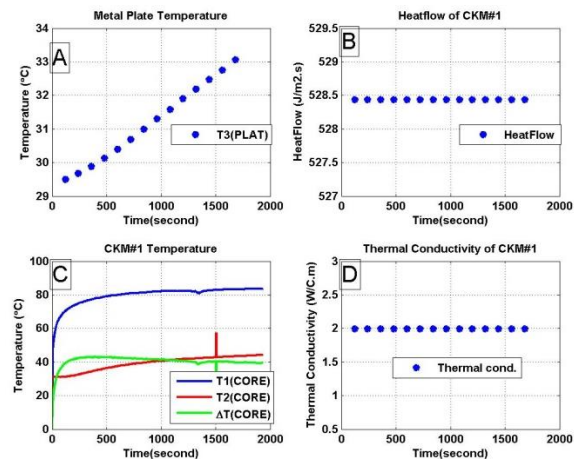 Metal Plate Temperature
A
34
33
32
31
30
29
Temperature (°C)
T3(PLAT)
0 500 1000 1500 2000
Time(second)
Heatflow of CKM#1
B
529.5
529
528.5
528
527.5
527
HeatFlow (J/m2.s)
HeatFlow
0 500 1000 1500 2000
Time(second)
CKM#1 Temperature
C
100
80
60
40
20
0
Temperature (°C)
T1(CORE)
T2(CORE)
ΔT(CORE)
0 500 1000 1500 2000
Time(second)
Thermal Conductivity of CKM#1
D
3
2.5
2
1.5
1
0.5
Thermal Conductivity (W/C.m)
Thermal cond.
0 500 1000 1500 2000
Time(second)